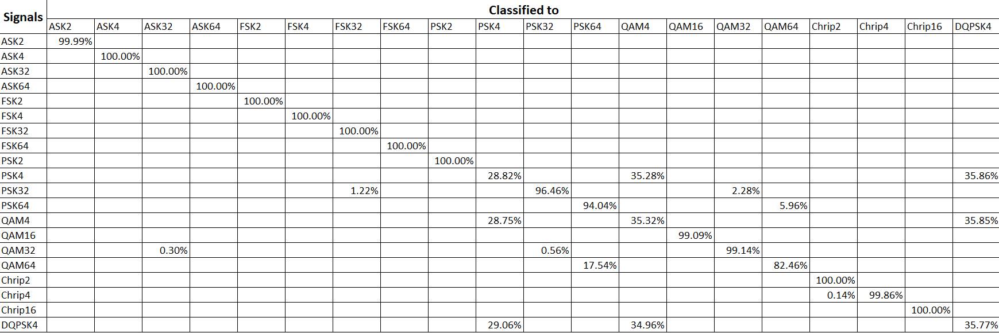 Signals Classified to
ASK2 ASK4 ASK32 ASK64 FSK2 FSK4 FSK32 FSK64 PSK2 PSK4 PSK32 PSK64 QAM4 QAM16 QAM32 QAM64 Chrip2 Chrip4 Chrip16 DQPSK4
ASK2 99.99%
ASK4 100.00%
ASK32 100.00%
ASK64 100.00%
FSK2 100.00%
FSK4 100.00%
FSK32 100.00%
FSK64 100.00%
PSK2 100.00%
PSK4 28.82% 35.28% 35.86%
PSK32 1.22% 96.46% 2.28%
PSK64 94.04% 5.96%
QAM4 28.75% 35.32% 35.85%
QAM16 99.09%
QAM32 0.30% 0.56% 99.14%
QAM64 17.54% 82.46%
Chrip2 100.00%
Chrip4 0.14% 99.86%
Chrip16 100.00%
DQPSK4 29.06% 34.96% 35.77%